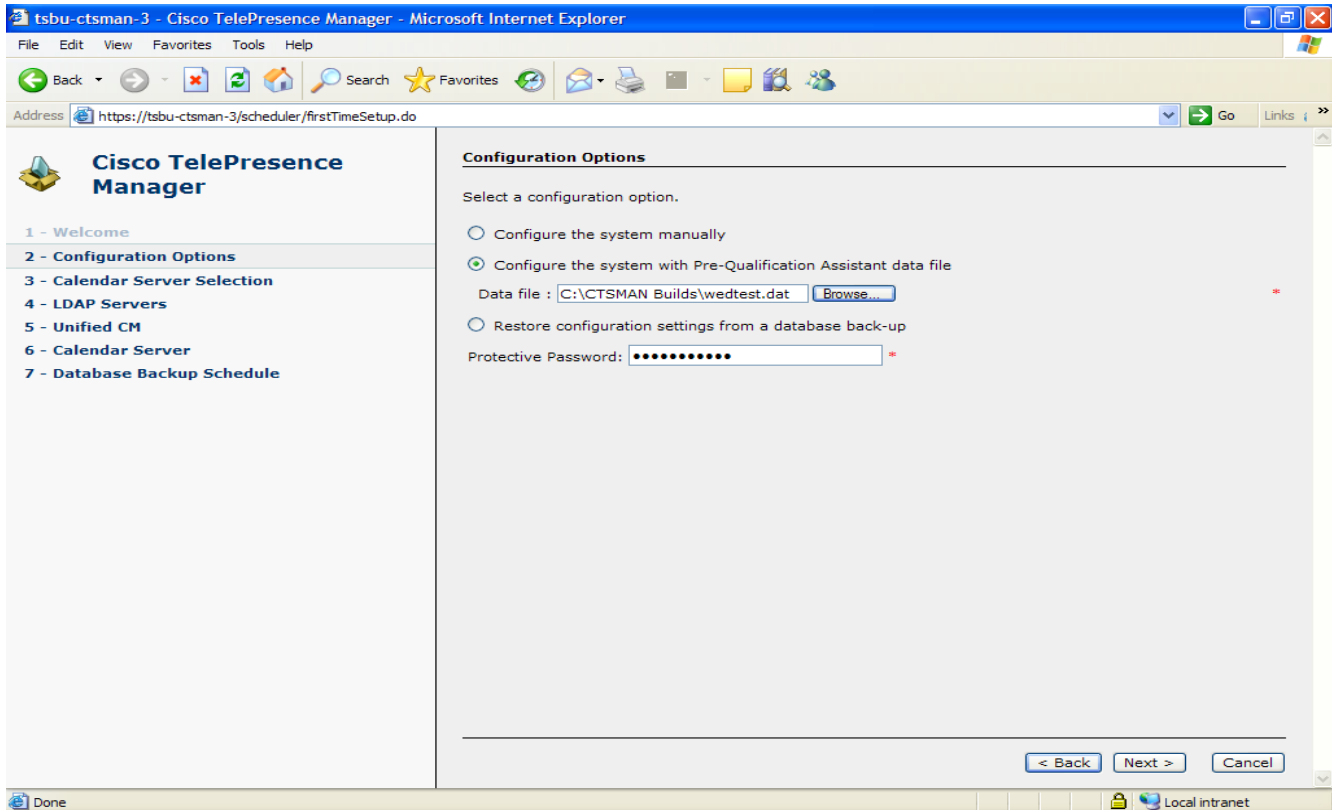 tsbu-ctsman-3 - Cisco TelePresence Manager - Microsoft Internet Explorer
File Edit View Favorites Tools Help
Back Search Favorites
Address https://tsbu-ctsman-3/scheduler/firstTimeSetup.do Go Links »
Cisco TelePresence
Manager
1 - Welcome
2 - Configuration Options
3 - Calendar Server Selection
4 - LDAP Servers
5 - Unified CM
6 - Calendar Server
7 - Database Backup Schedule
Configuration Options
Select a configuration option.
Configure the system manually
Configure the system with Pre-Qualification Assistant data file
Data file : C:\CTSMAN Builds\wedtest.dat Browse... *
Restore configuration settings from a database back-up
Protective Password: ●●●●●●●●●●● *
< Back Next > Cancel
Done Local intranet